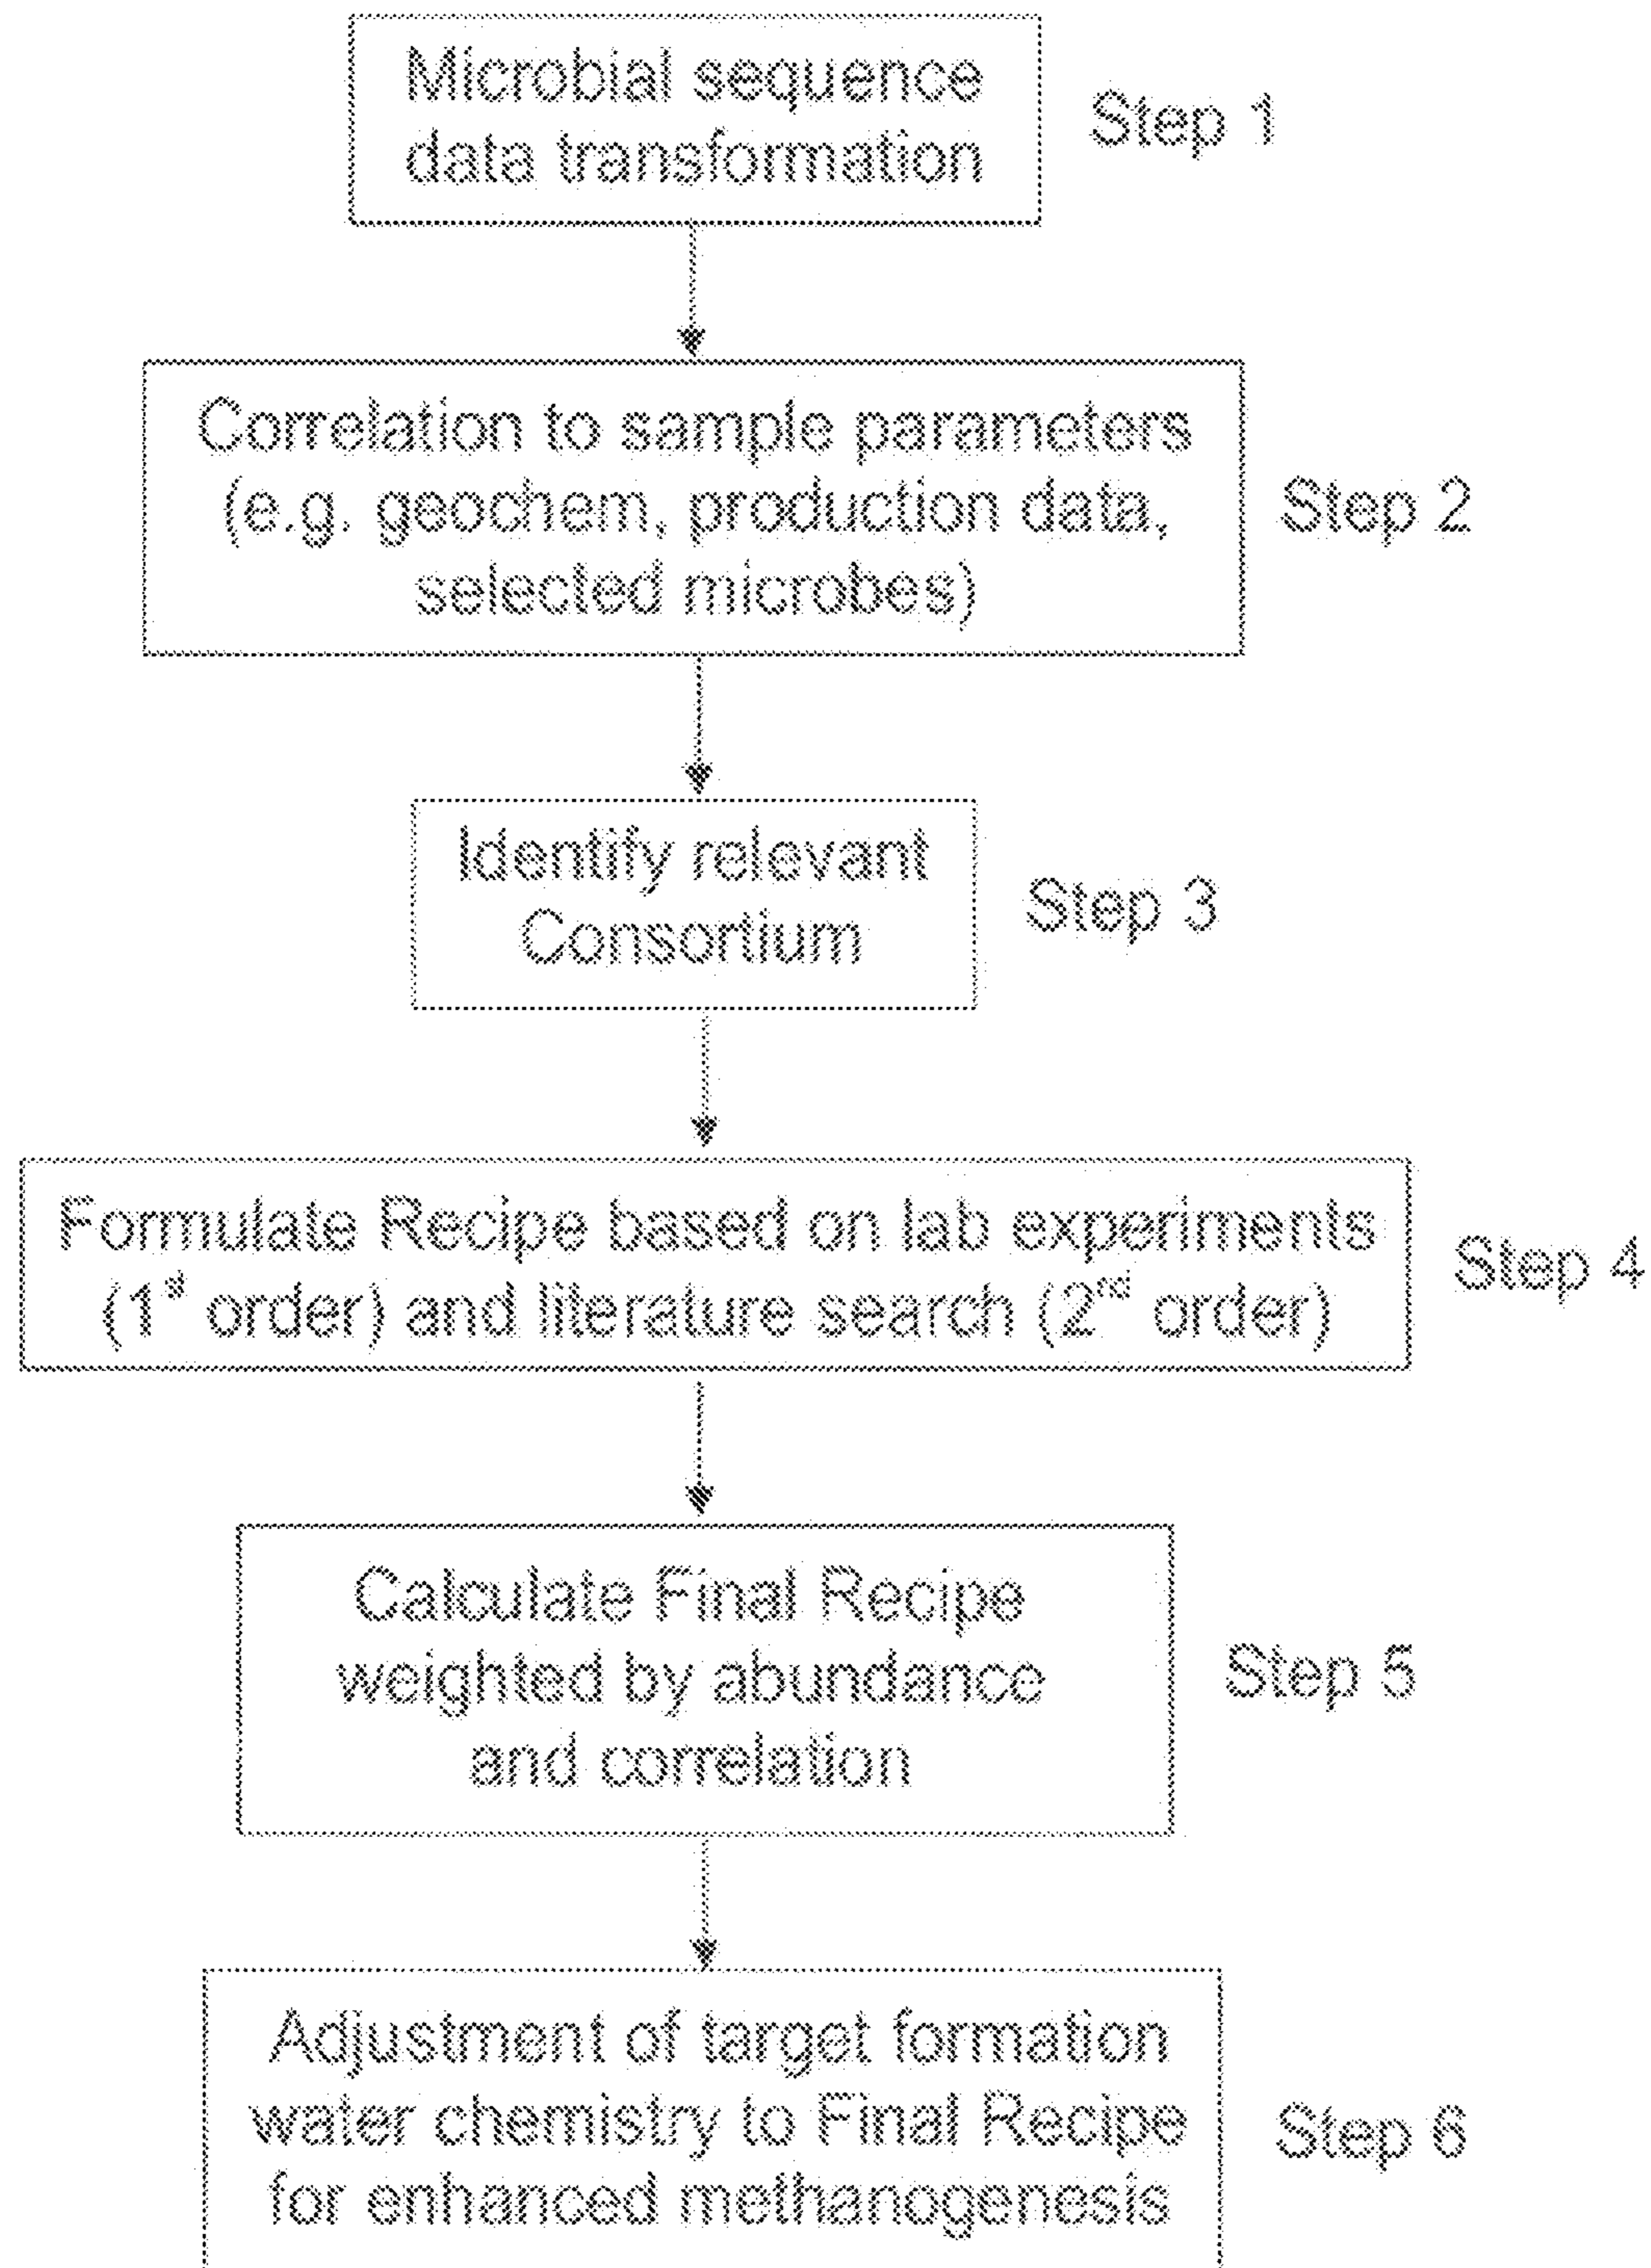 Microbial sequence
data transformation
Step 1
Correlation to sample parameters
(e.g. geochem, production data,
selected microbes)
Step 2
Identify relevant
Consortium
Step 3
Formulate Recipe based on lab experiments
(1st order) and literature search (2nd order)
Step 4
Calculate Final Recipe
weighted by abundance
and correlation
Step 5
Adjustment of target formation
water chemistry to Final Recipe
for enhanced methanogenesis
Step 6